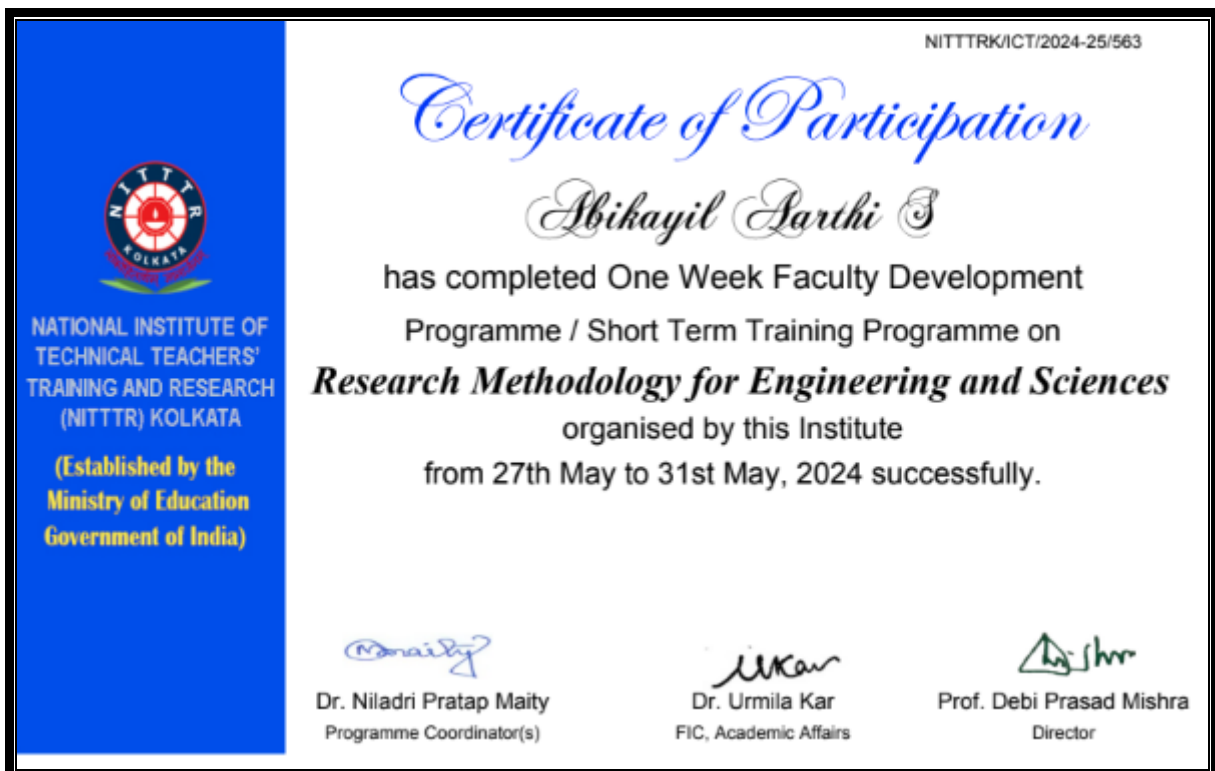 NITTTRK/ICT/2024-25/563
Certificate of Participation
Abikayil Aarthi S
has completed One Week Faculty Development
Programme / Short Term Training Programme on
Research Methodology for Engineering and Sciences
organised by this Institute
from 27th May to 31st May, 2024 successfully.
NITTTR
KOLKATA
NATIONAL INSTITUTE OF
TECHNICAL TEACHERS'
TRAINING AND RESEARCH
(NITTTR) KOLKATA
(Established by the
Ministry of Education
Government of India)
Dr. Niladri Pratap Maity
Programme Coordinator(s)
Dr. Urmila Kar
FIC, Academic Affairs
Prof. Debi Prasad Mishra
Director